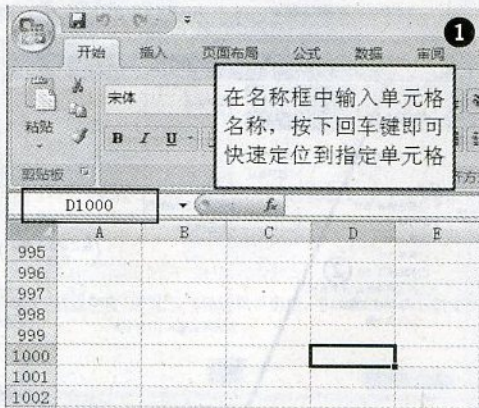 1
开始 插入 页面布局 公式 数据 审阅
在名称框中输入单元格
名称，按下回车键即可
快速定位到指定单元格
宋体
粘贴
B I U
剪贴板
D1000 fx
A B C D E
995
996
997
998
999
1000
1001
1002